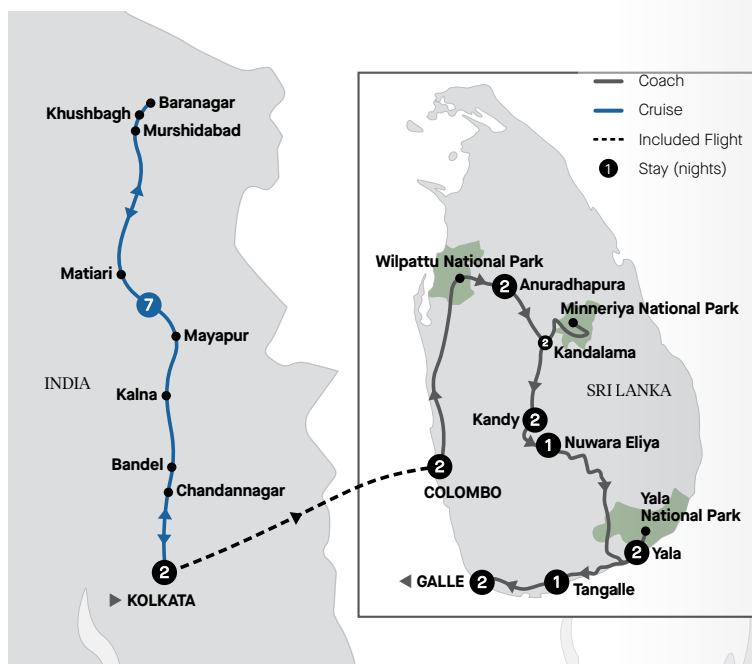 Baranagar
Khushbagh
Murshidabad
Matiari
7
Mayapur
INDIA
Kalna
Bandel
Chandannagar
2
KOLKATA
Coach
Cruise
Included Flight
1 Stay (nights)
Wilpattu National Park
2
Anuradhapura
Minneriya National Park
2
Kandalama
SRI LANKA
Kandy 2
1 Nuwara Eliya
2
COLOMBO
Yala
National Park
2 Yala
GALLE 2
1
Tangalle